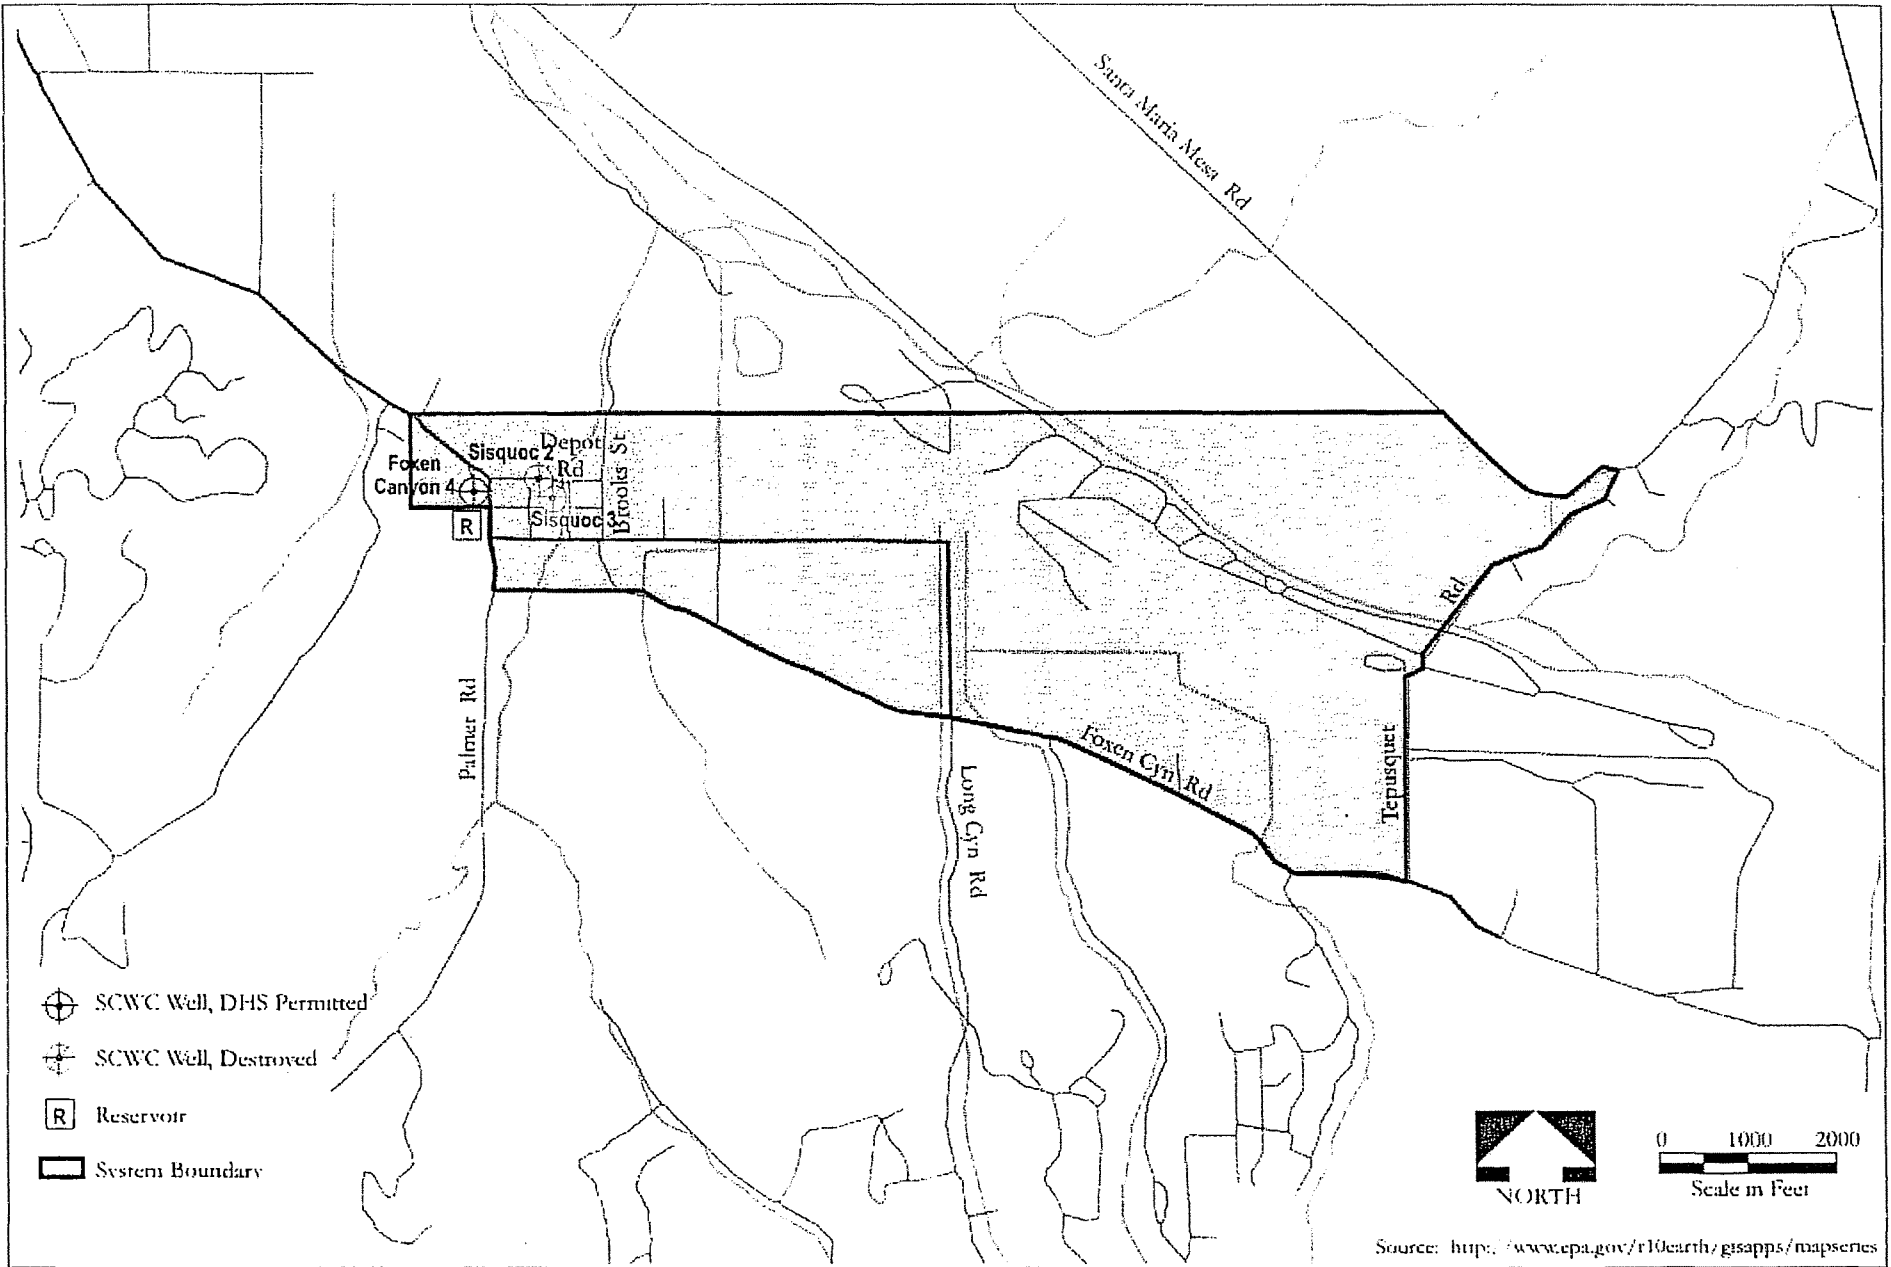 Santa Maria Mesa Rd
Sisquoc 2
Depot
Rd
Brooks St
Foxen
Canyon 4
R
Sisquoc 3
Rd
Palmer Rd
Foxen Cyn Rd
Long Cyn Rd
Tepusquet
SCWC Well, DHS Permitted
SCWC Well, Destroyed
R Reservoir
System Boundary
NORTH
0 1000 2000
Scale in Feet
Source: http://www.epa.gov/r10earth/gisapps/mapseries